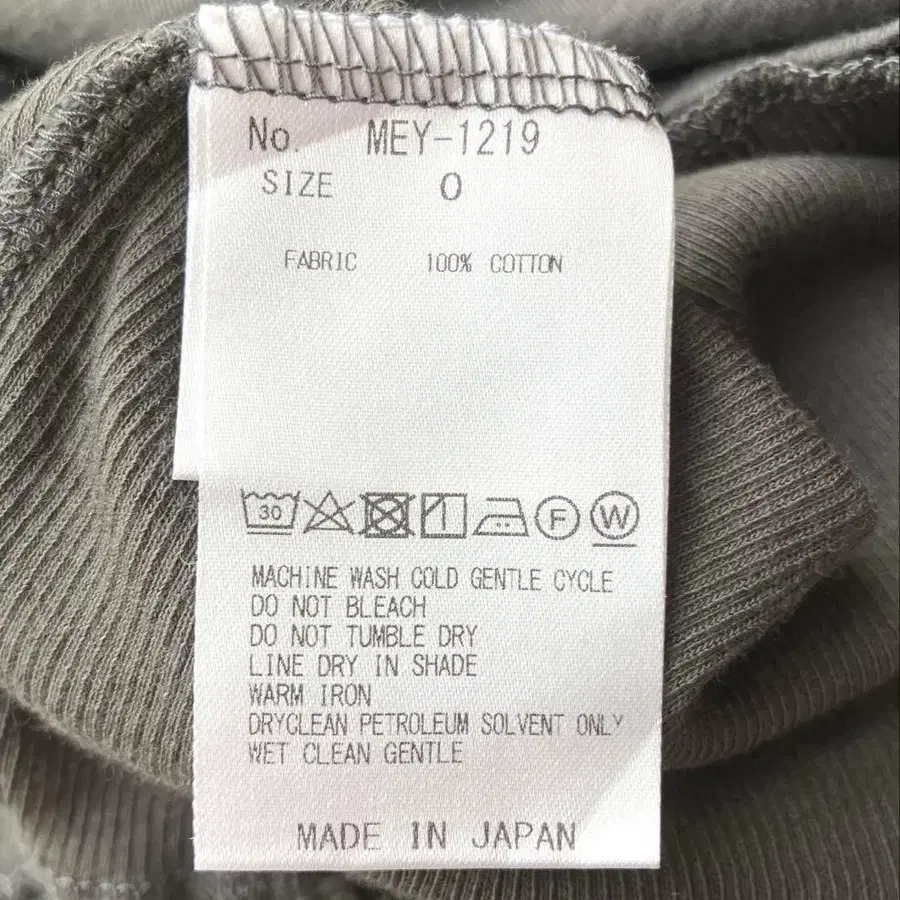 No. MEY-1219
SIZE 0
FABRIC 100% COTTON
30 F W
MACHINE WASH COLD GENTLE CYCLE
DO NOT BLEACH
DO NOT TUMBLE DRY
LINE DRY IN SHADE
WARM IRON
DRYCLEAN PETROLEUM SOLVENT ONLY
WET CLEAN GENTLE
MADE IN JAPAN